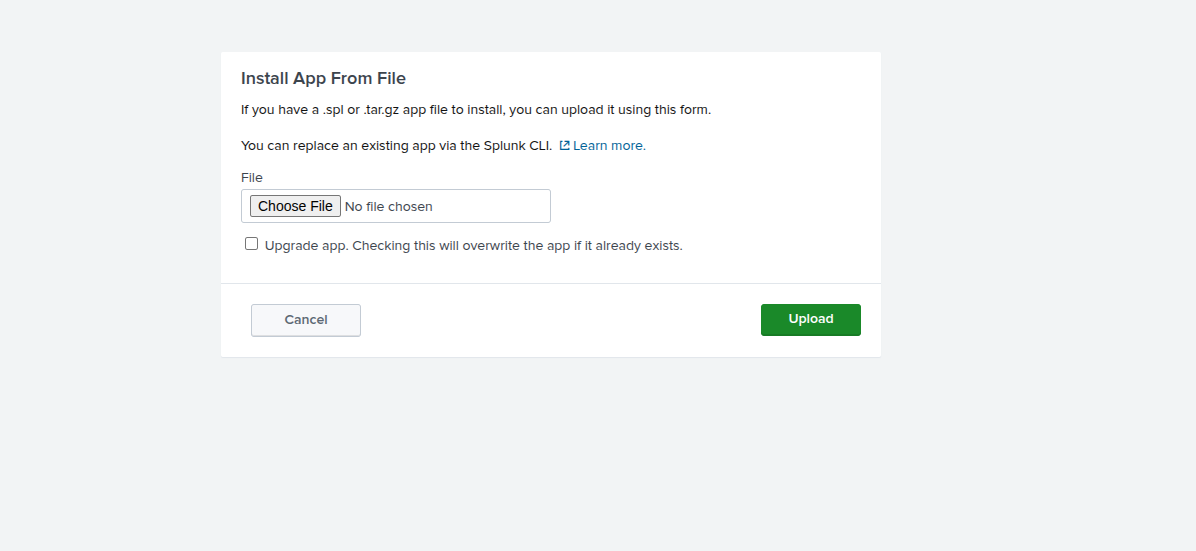 Install App From File
If you have a .spl or .tar.gz app file to install, you can upload it using this form.
You can replace an existing app via the Splunk CLI. Learn more.
File
Choose File No file chosen
Upgrade app. Checking this will overwrite the app if it already exists.
Cancel Upload